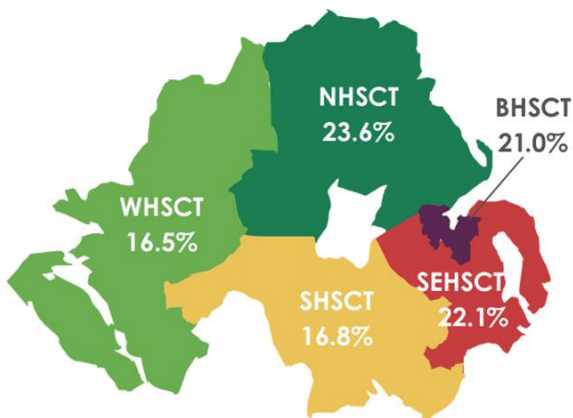 NHSCT
23.6%
BHSCT
21.0%
WHSCT
16.5%
SEHSCT
22.1%
SHSCT
16.8%